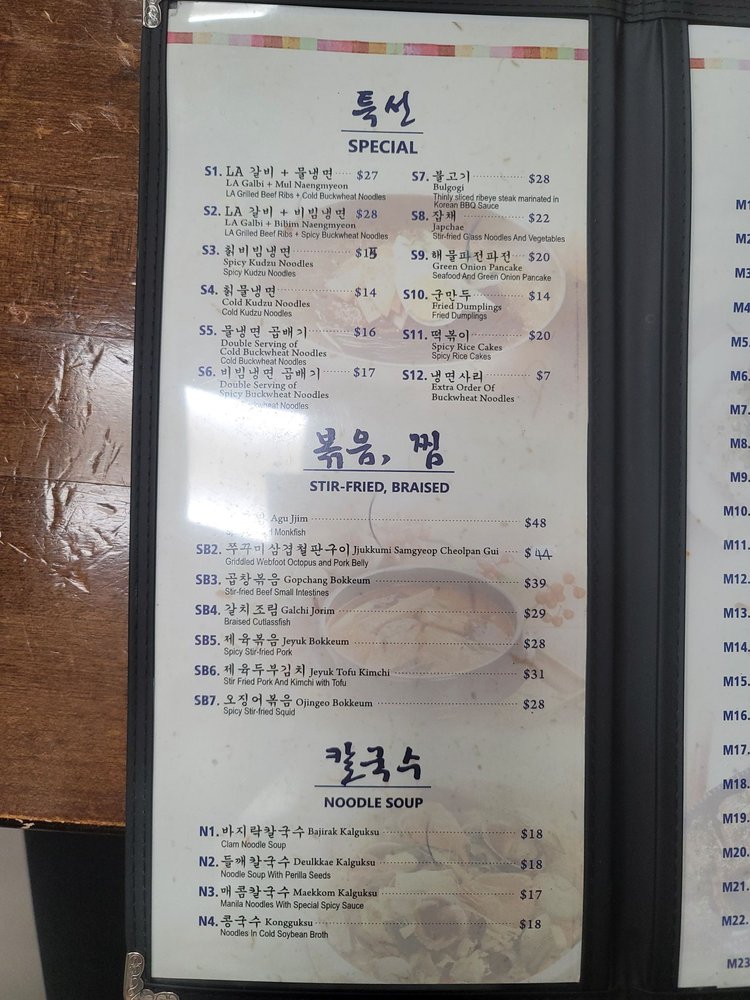 특선
SPECIAL
S1. LA 갈비 + 물냉면 $27
LA Galbi + Mul Naengmyeon
LA Grilled Beef Ribs + Cold Buckwheat Noodles
S2. LA 갈비 + 비빔냉면 $28
LA Galbi + Bibim Naengmyeon
LA Grilled Beef Ribs + Spicy Buckwheat Noodles
S3. 칡비빔냉면 $15
Spicy Kudzu Noodles
Spicy Kudzu Noodles
S4. 칡물냉면 $14
Cold Kudzu Noodles
Cold Kudzu Noodles
S5. 물냉면 곱배기 $16
Double Serving of
Cold Buckwheat Noodles
Cold Buckwheat Noodles
S6. 비빔냉면 곱배기 $17
Double Serving of
Spicy Buckwheat Noodles
Buckwheat Noodles
S7. 불고기 $28
Bulgogi
Thinly sliced ribeye steak marinated in
Korean BBQ Sauce
S8. 잡채 $22
Japchae
Stir-fried Glass Noodles And Vegetables
S9. 해물파전파전 $20
Green Onion Pancake
Seafood And Green Onion Pancake
S10. 군만두 $14
Fried Dumplings
Fried Dumplings
S11. 떡볶이 $20
Spicy Rice Cakes
Spicy Rice Cakes
S12. 냉면사리 $7
Extra Order Of
Buckwheat Noodles
볶음, 찜
STIR-FRIED, BRAISED
Agu Jjim $48
Monkfish
SB2. 쭈꾸미삼겹철판구이 Jjukkumi Samgyeop Cheolpan Gui $44
Griddled Webfoot Octopus and Pork Belly
SB3. 곱창볶음 Gopchang Bokkeum $39
Stir-fried Beef Small Intestines
SB4. 갈치조림 Galchi Jorim $29
Braised Cutlassfish
SB5. 제육볶음 Jeyuk Bokkeum $28
Spicy Stir-fried Pork
SB6. 제육두부김치 Jeyuk Tofu Kimchi $31
Stir Fried Pork And Kimchi with Tofu
SB7. 오징어볶음 Ojingeo Bokkeum $28
Spicy Stir-fried Squid
칼국수
NOODLE SOUP
N1. 바지락칼국수 Bajirak Kalguksu $18
Clam Noodle Soup
N2. 들깨칼국수 Deulkkae Kalguksu $18
Noodle Soup With Perilla Seeds
N3. 매콤칼국수 Maekkom Kalguksu $17
Manila Noodles With Special Spicy Sauce
N4. 콩국수 Kongguksu $18
Noodles In Cold Soybean Broth
M1
M2
M3
M4
M5.
M6.
M7.
M8.
M9.
M10.
M11.
M12.
M13.
M14.
M15.
M16.
M17.
M18.
M19.
M20.
M21.
M22.
M23